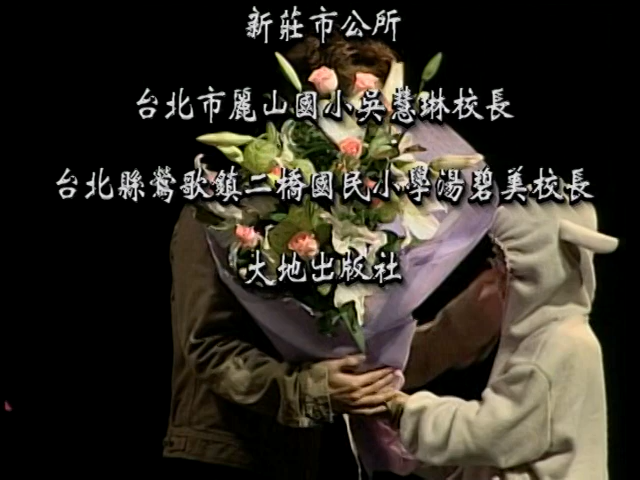 新莊市公所
台北市麗山國小吳慧琳校長
台北縣鶯歌鎮二橋國民小學湯碧美校長
大地出版社